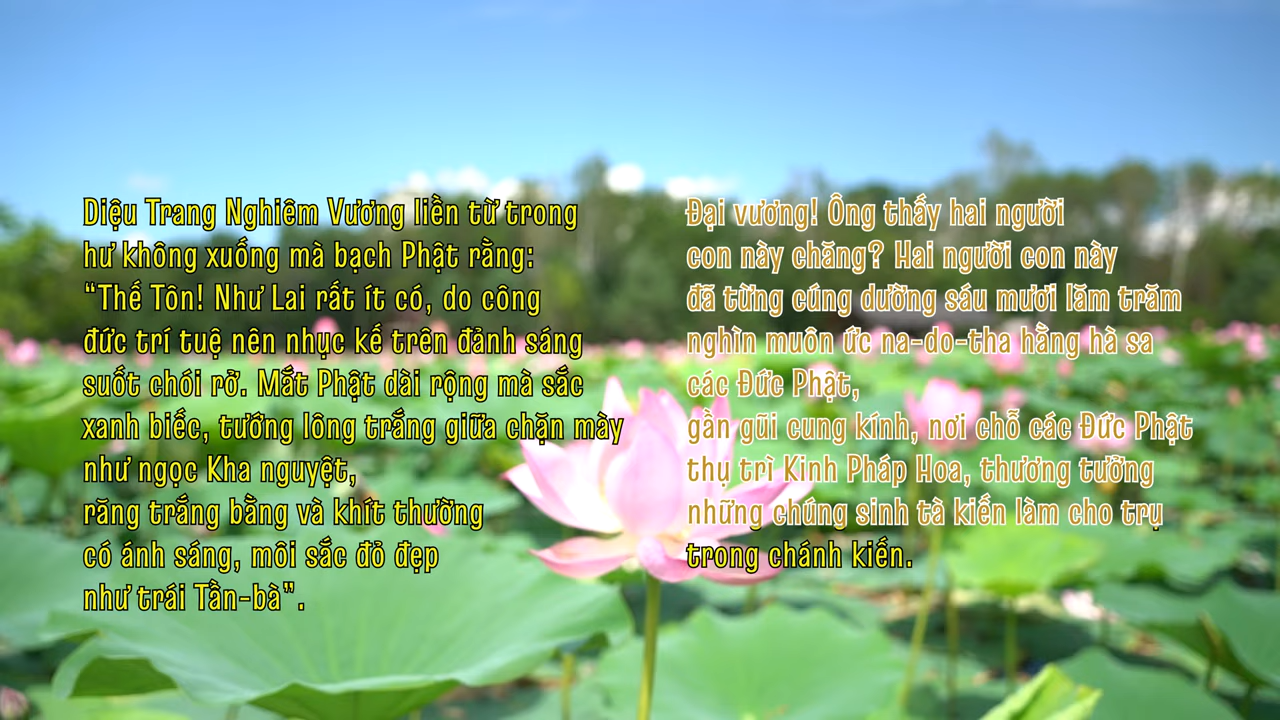 Diệu Trang Nghiêm Vương liền từ trong
hư không xuống mà bạch Phật rằng:
“Thế Tôn! Như Lai rất ít có, do công
đức trí tuệ nên nhục kế trên đảnh sáng
suốt chói rỡ. Mắt Phật dài rộng mà sắc
xanh biếc, tướng lông trắng giữa chặn mày
như ngọc Kha nguyệt,
răng trắng bằng và khít thường
có ánh sáng, môi sắc đỏ đẹp
như trái Tần-bà”.
Đại vương! Ông thấy hai người
con này chăng? Hai người con này
đã từng cúng dường sáu mươi lăm trăm
nghìn muôn ức na-do-tha hằng hà sa
các Đức Phật,
gần gũi cung kính, nơi chỗ các Đức Phật
thụ trì Kinh Pháp Hoa, thương tưởng
những chúng sinh tà kiến làm cho trụ
trong chánh kiến.